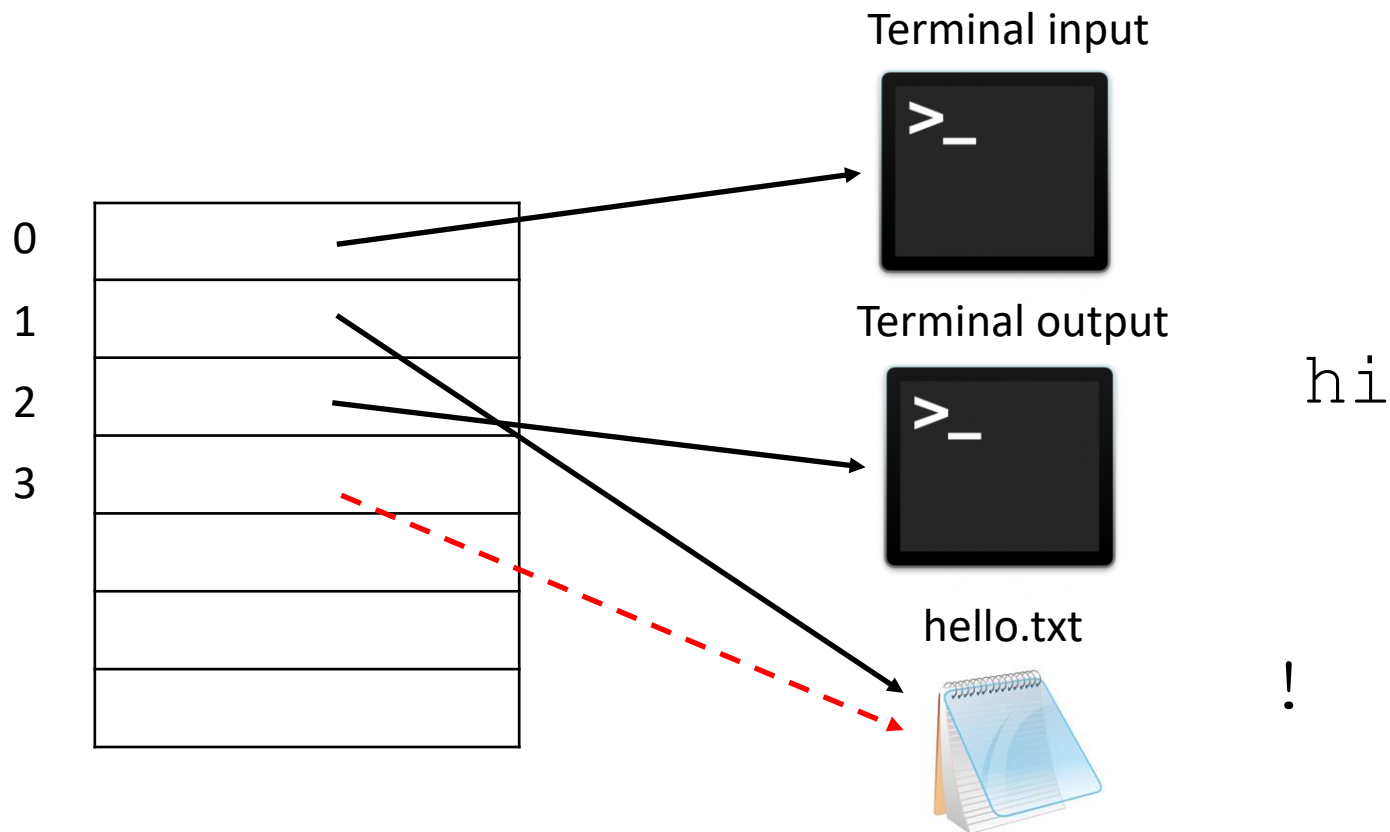 Terminal input
>_
0
1
Terminal output
hi
2
>_
3
hello.txt
!